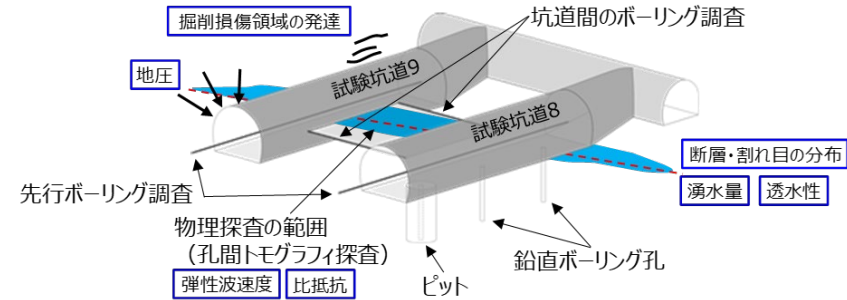 掘削損傷領域の発達
坑道間のボーリング調査
地圧
試験坑道9
試験坑道8
断層・割れ目の分布
湧水量
透水性
先行ボーリング調査
物理探査の範囲
（孔間トモグラフィ探査）
弾性波速度
比抵抗
ピット
鉛直ボーリング孔